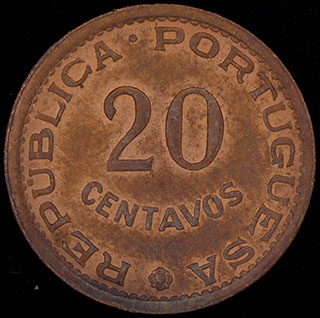 REPUBLICA · PORTUGUESA
20
CENTAVOS